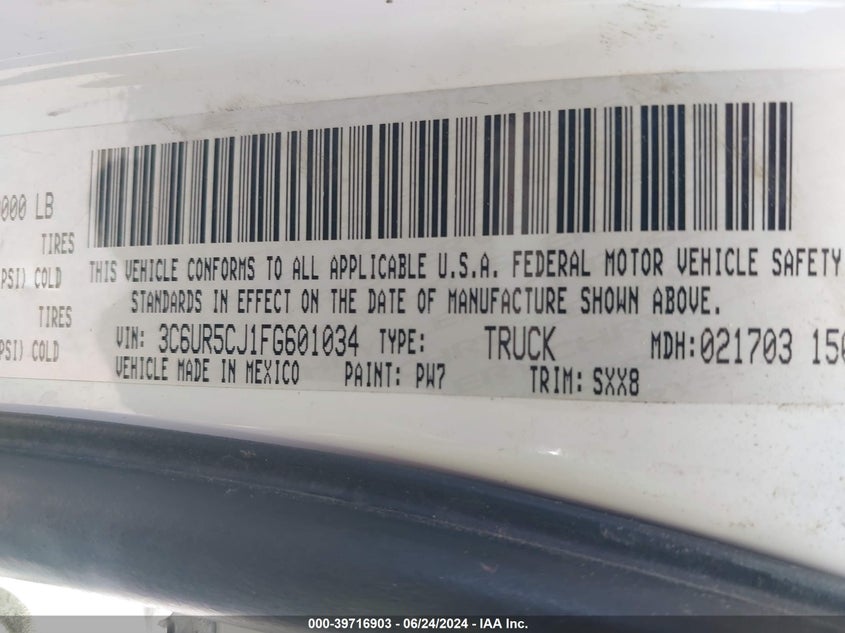 000 LB
TIRES
PSI) COLD
TIRES
PSI) COLD
THIS VEHICLE CONFORMS TO ALL APPLICABLE U.S.A. FEDERAL MOTOR VEHICLE SAFETY
STANDARDS IN EFFECT ON THE DATE OF MANUFACTURE SHOWN ABOVE.
VIN: 3C6UR5CJ1FG601034 TYPE: TRUCK MDH:021703 150
VEHICLE MADE IN MEXICO PAINT: PW7 TRIM: SXX8
000-39716903 / 06/24/2024 - IAA Inc.